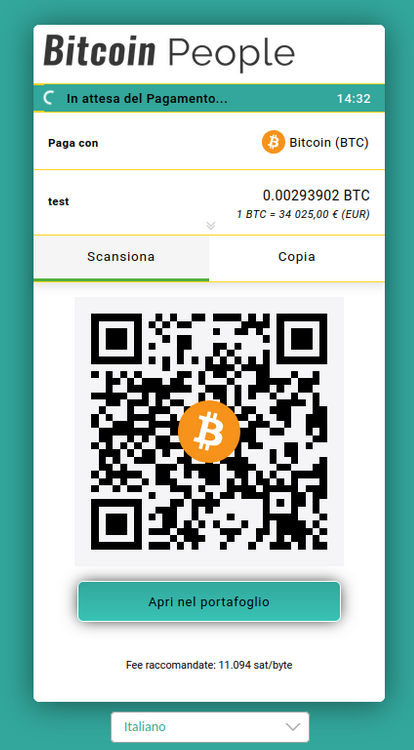 Bitcoin People
In attesa del Pagamento... 14:32
Paga con Bitcoin (BTC)
test 0.00293902 BTC
1 BTC = 34 025,00 € (EUR)
Scansiona Copia
Apri nel portafoglio
Fee raccomandate: 11.094 sat/byte
Italiano